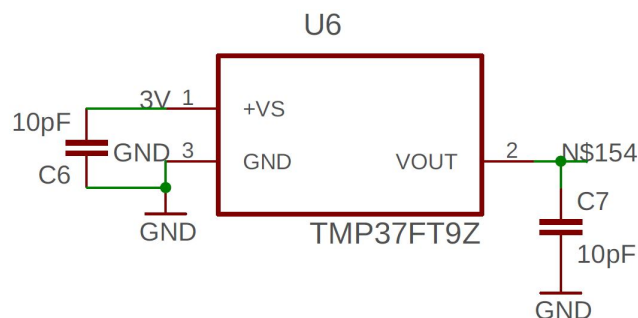 U6
3V 1
+VS
10pF
GND 3
GND
VOUT
2
N$154
C6
C7
GND
TMP37FT9Z
10pF
GND